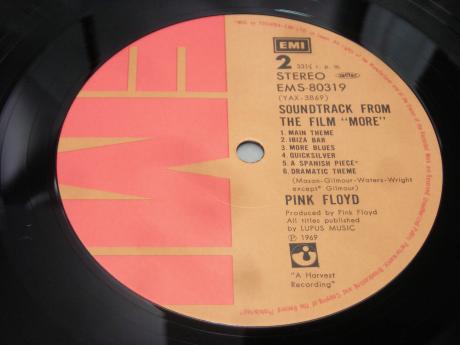 EMI
2 33⅓ r. p. m.
STEREO
EMS-80319
(YAX-3869)
SOUNDTRACK FROM
THE FILM "MORE"
1. MAIN THEME
2. IBIZA BAR
3. MORE BLUES
4. QUICKSILVER
5. A SPANISH PIECE*
6. DRAMATIC THEME
(Mason-Gilmour-Waters-Wright
except* Gilmour)
PINK FLOYD
Produced by Pink Floyd
All titles published
by LUPUS MUSIC
Ⓟ 1969
"A Harvest
Recording"
EMI